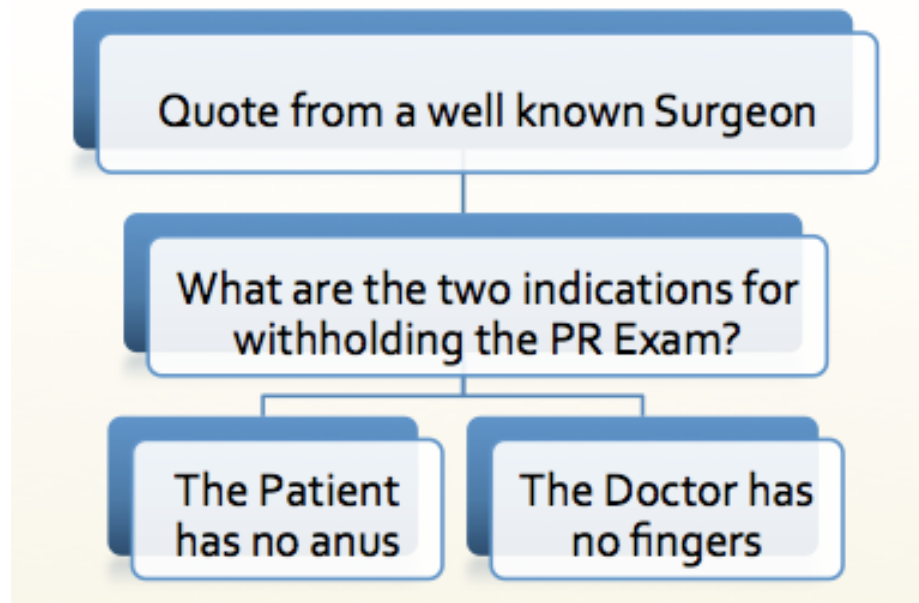 Quote from a well known Surgeon
What are the two indications for
withholding the PR Exam?
The Patient
has no anus
The Doctor has
no fingers